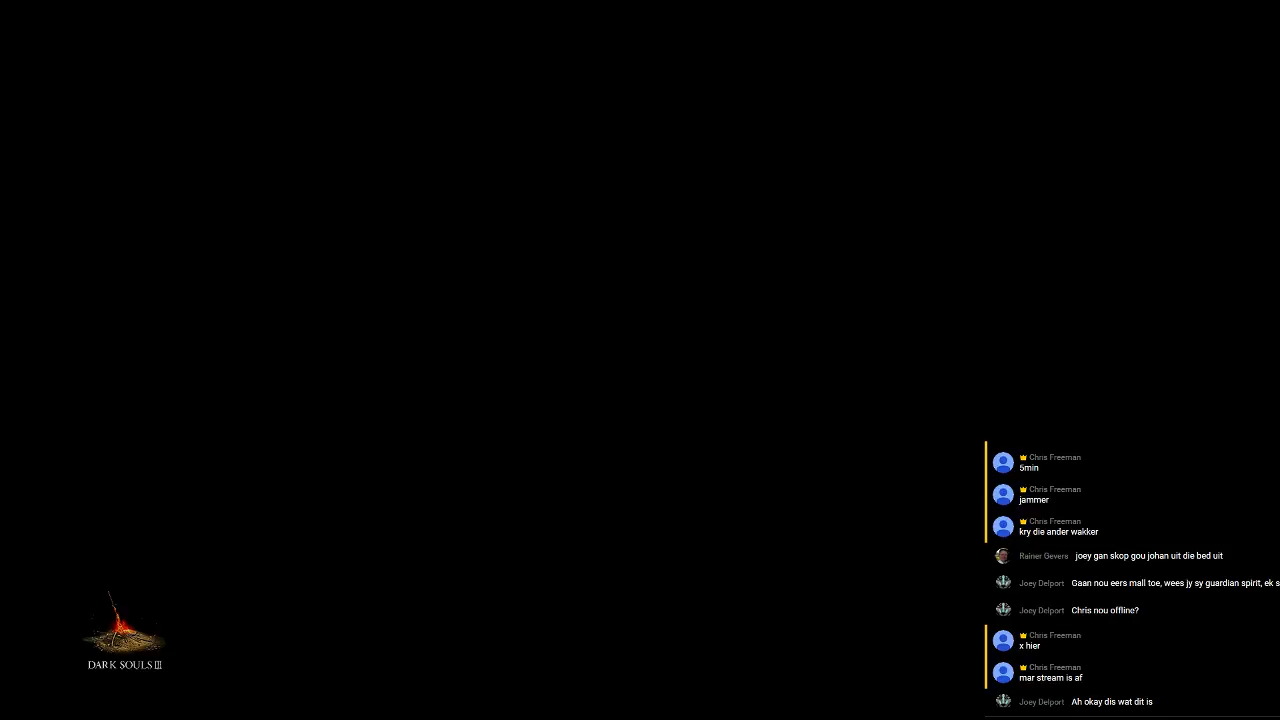 Chris Freeman
5min
Chris Freeman
jammer
Chris Freeman
kry die ander wakker
Rainer Gevers joey gan skop gou johan uit die bed uit
Joey Delport Gaan nou eers mall toe, wees jy sy guardian spirit, ek s
Joey Delport Chris nou offline?
Chris Freeman
x hier
Chris Freeman
mar stream is af
Joey Delport Ah okay dis wat dit is
DARK SOULS III